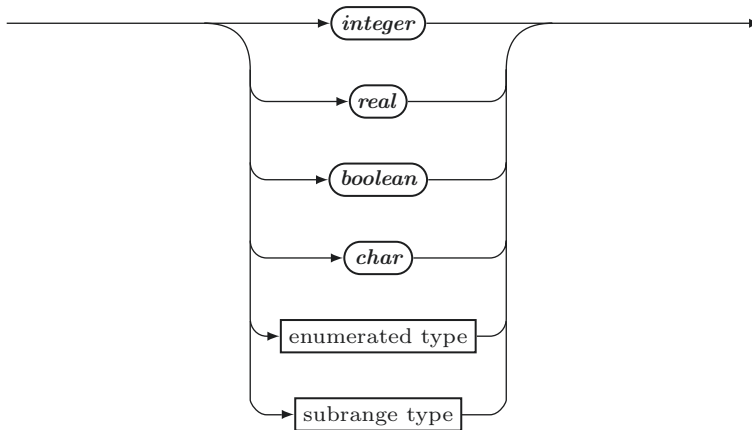 integer
real
boolean
char
enumerated type
subrange type